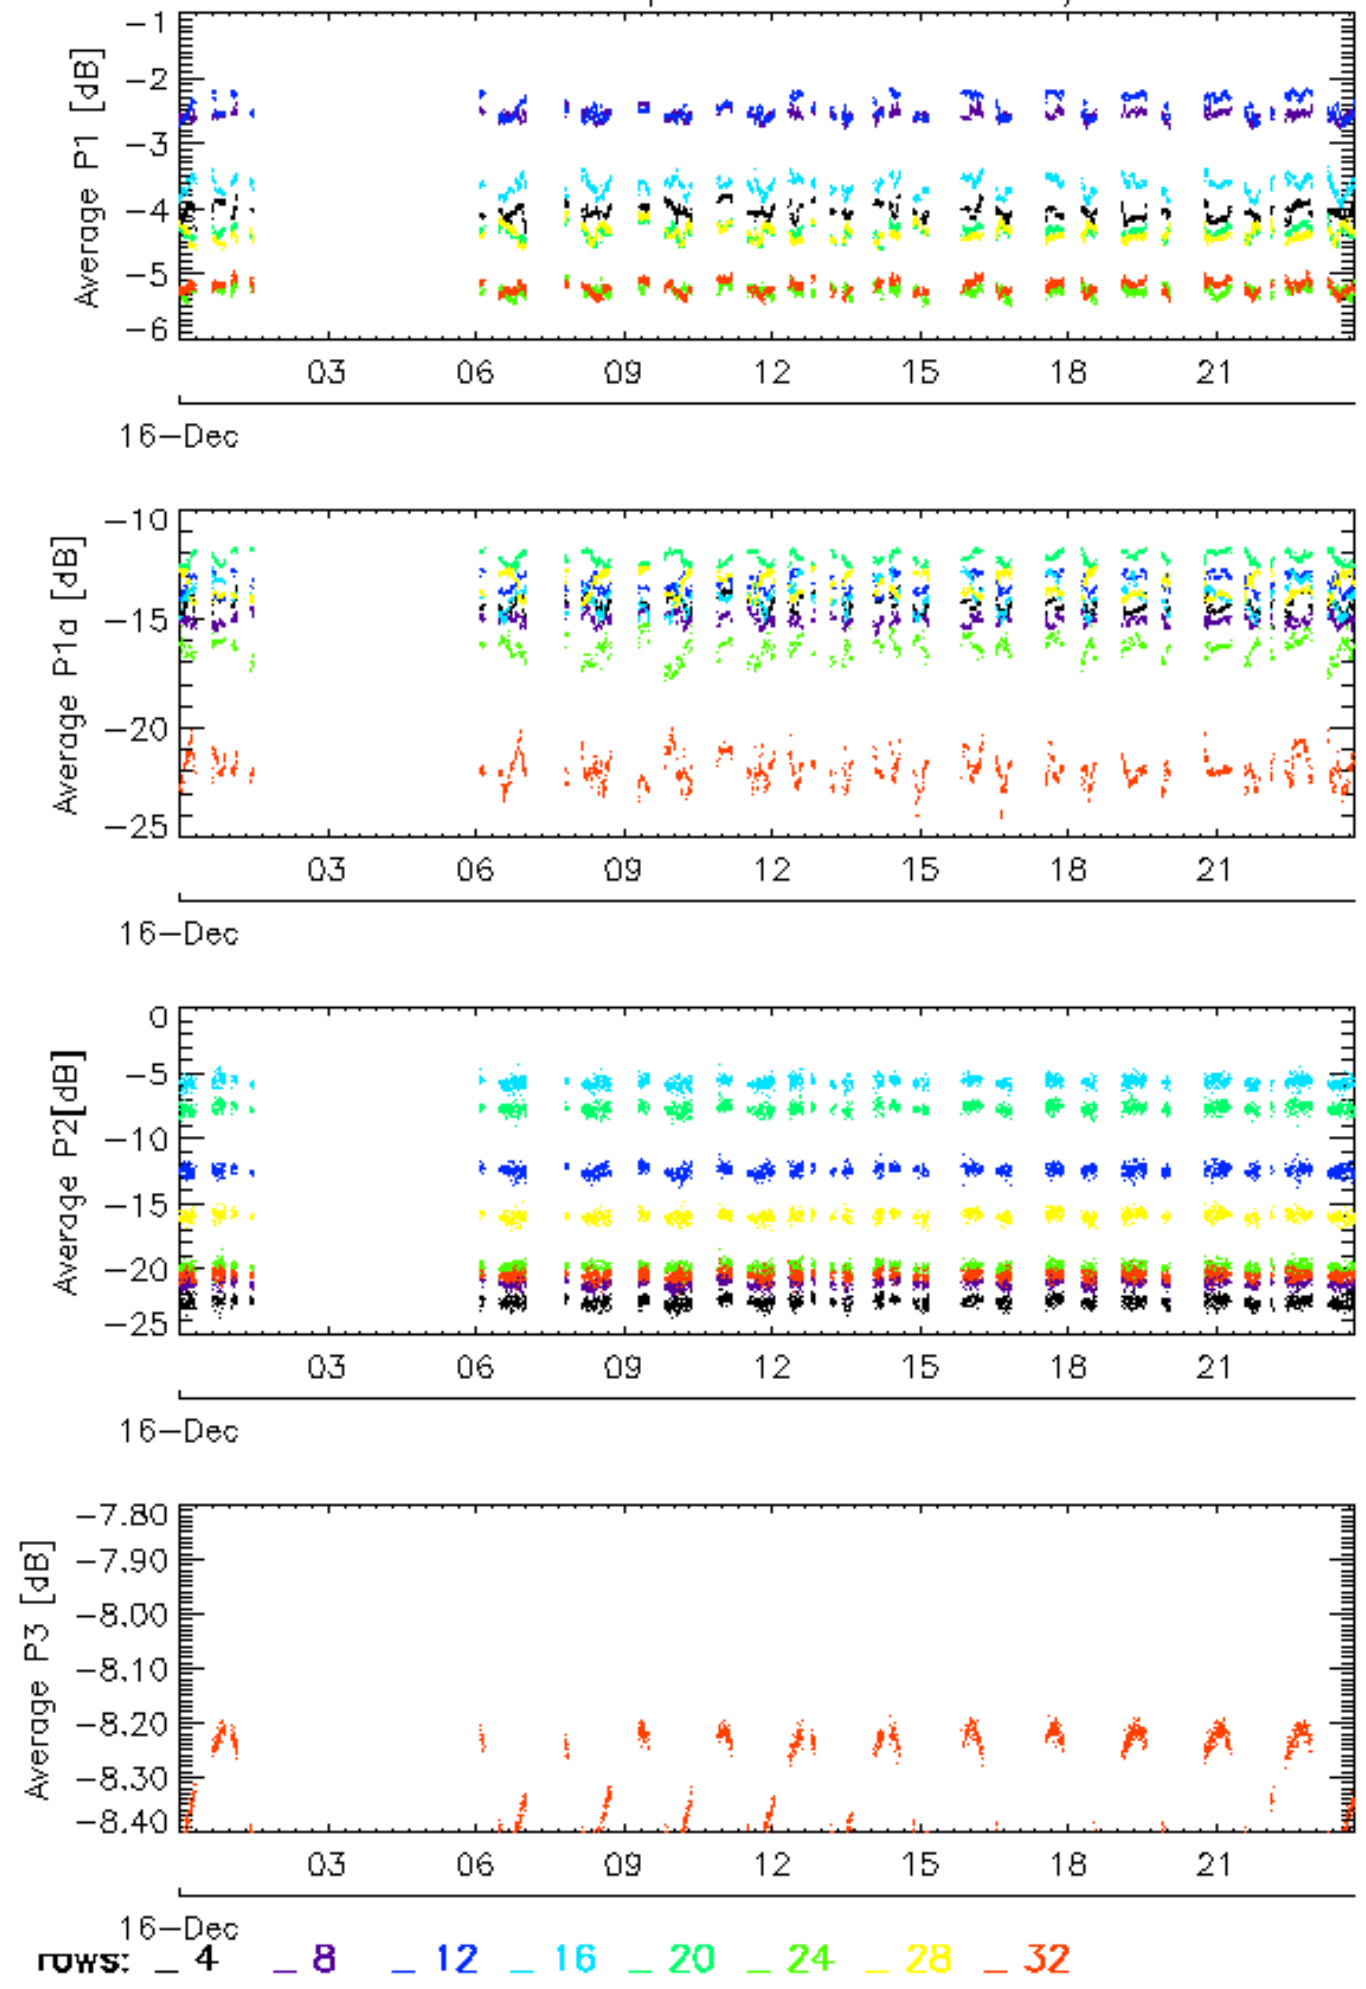 -1
-2
-3
-4
-5
-6
Average P1 [dB]
03 06 09 12 15 18 21
16-Dec
-10
-15
-20
-25
Average P1a [dB]
03 06 09 12 15 18 21
16-Dec
0
-5
-10
-15
-20
-25
Average P2[dB]
03 06 09 12 15 18 21
16-Dec
-7.80
-7.90
-8.00
-8.10
-8.20
-8.30
-8.40
Average P3 [dB]
03 06 09 12 15 18 21
16-Dec
rows: _ 4 _ 8 _ 12 _ 16 _ 20 _ 24 _ 28 _ 32